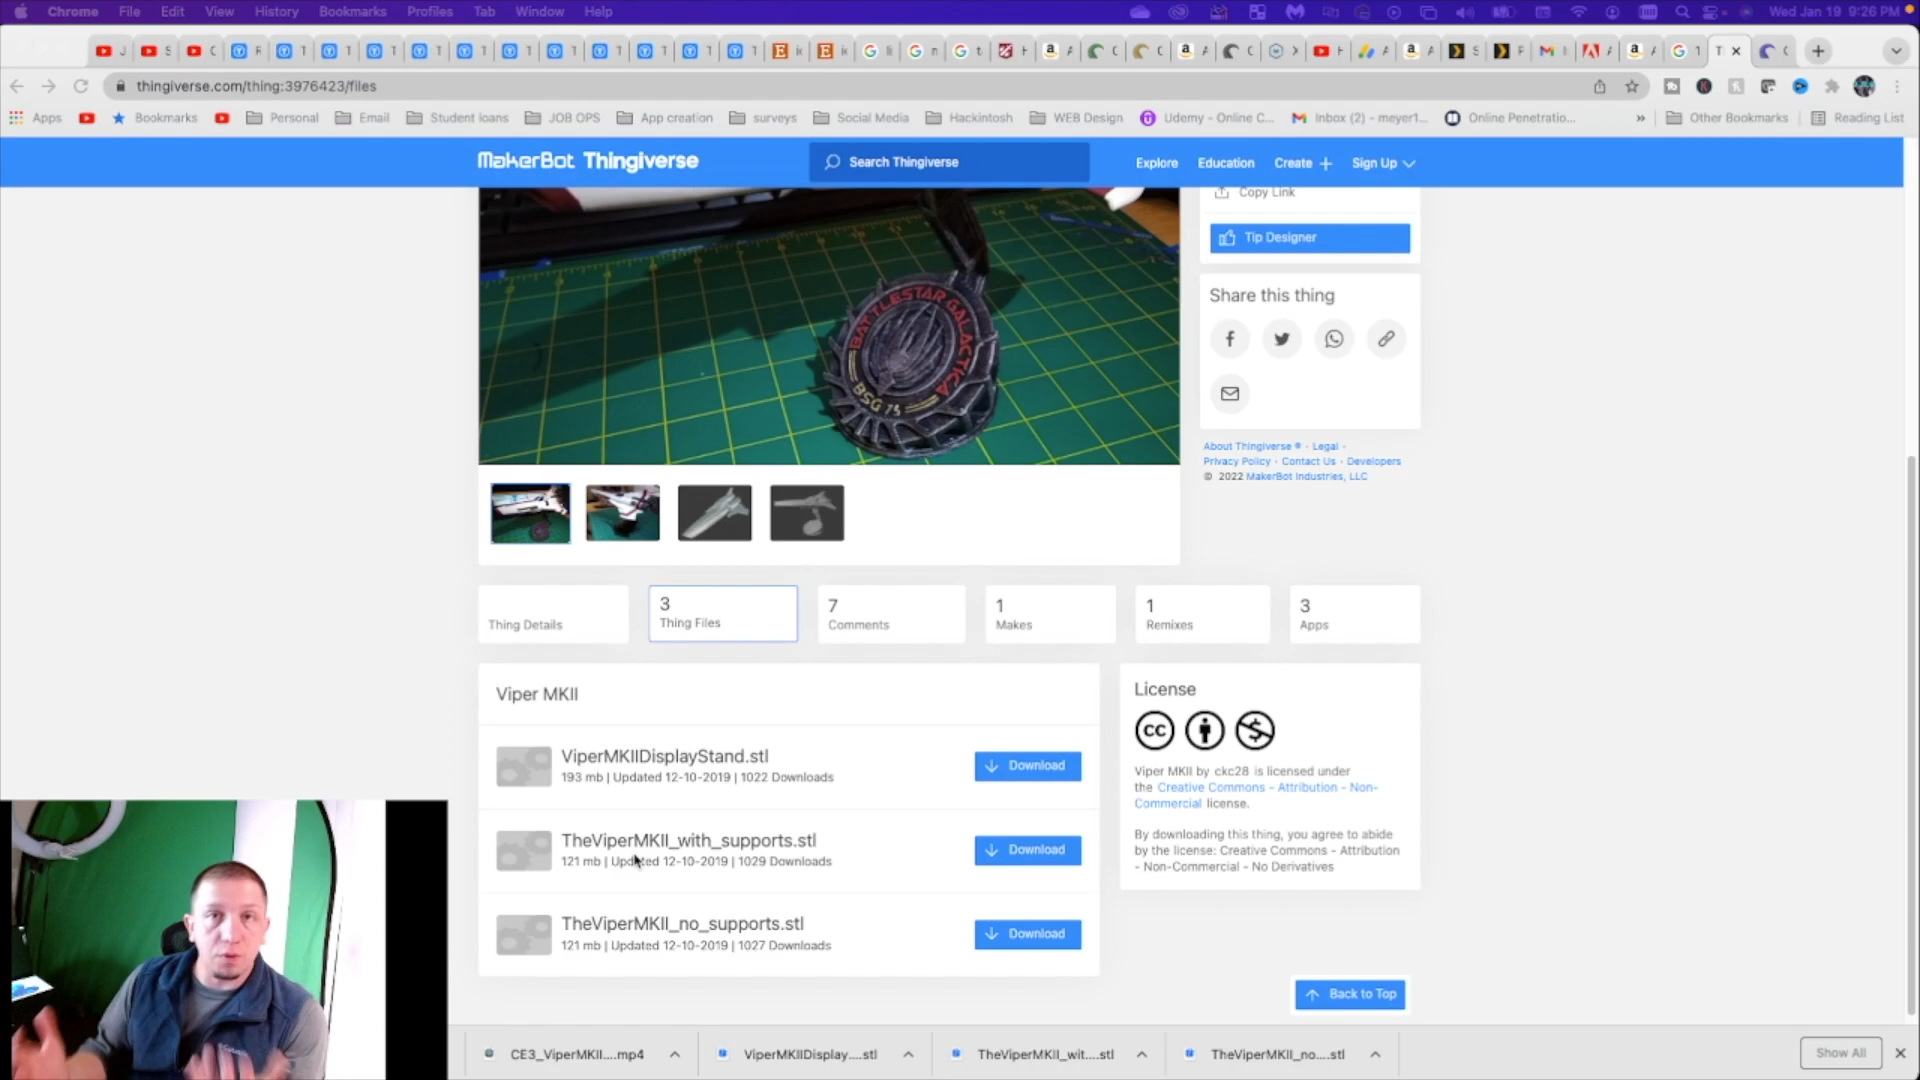 Chrome File Edit View History Bookmarks Profiles Tab Window Help Wed Jan 19 9:26 PM
thingiverse.com/thing:3976423/files
Apps Bookmarks Personal Email Student loans JOB OPS App creation surveys Social Media Hackintosh WEB Design Udemy - Online C... Inbox (2) - meyer1... Online Penetratio... » Other Bookmarks Reading List
MakerBot Thingiverse Search Thingiverse Explore Education Create + Sign Up
Copy Link
Tip Designer
Share this thing
BATTLESTAR GALACTICA
BSG 75
About Thingiverse ® · Legal ·
Privacy Policy · Contact Us · Developers
© 2022 MakerBot Industries, LLC
Thing Details
3
Thing Files
7
Comments
1
Makes
1
Remixes
3
Apps
Viper MKII
ViperMKIIDisplayStand.stl
193 mb | Updated 12-10-2019 | 1022 Downloads
Download
TheViperMKII_with_supports.stl
121 mb | Updated 12-10-2019 | 1029 Downloads
Download
TheViperMKII_no_supports.stl
121 mb | Updated 12-10-2019 | 1027 Downloads
Download
License
Viper MKII by ckc28 is licensed under
the Creative Commons - Attribution - Non-
Commercial license.
By downloading this thing, you agree to abide
by the license: Creative Commons - Attribution
- Non-Commercial - No Derivatives
Back to Top
CE3_ViperMKII....mp4
ViperMKIIDisplay....stl
TheViperMKII_wit....stl
TheViperMKII_no....stl
Show All